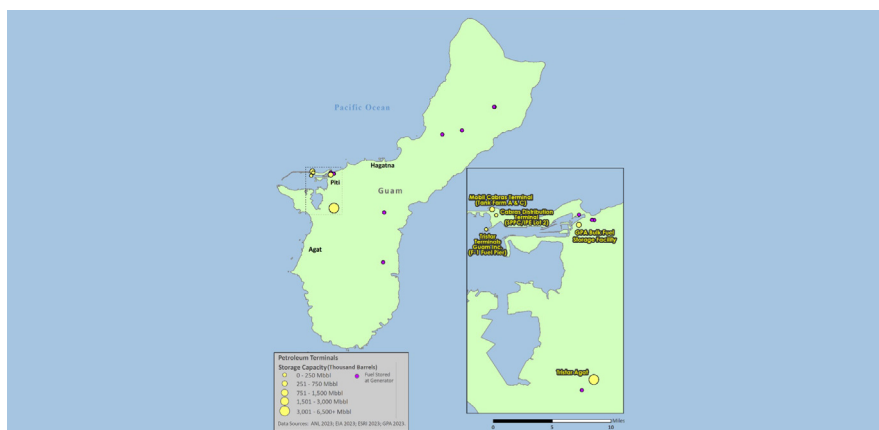 Pacific Ocean
Hagatna
Piti
Guam
Agat
Mobil Cabras Terminal
(Tank Farm A & C)
Cabras Distribution
Terminal
(SPPC/IPE Lot 2)
Tristar
Terminals
Guam Inc.
(F-1 Fuel Pier)
GPA Bulk Fuel
Storage Facility
Tristar Agat
Petroleum Terminals
Storage Capacity (Thousand Barrels)
0 - 250 Mbbl
251 - 750 Mbbl
751 - 1,500 Mbbl
1,501 - 3,000 Mbbl
3,001 - 6,500+ Mbbl
Fuel Stored
at Generator
Data Sources: ANL 2023; EIA 2023; ESRI 2023; GPA 2023
Miles
0 5 10